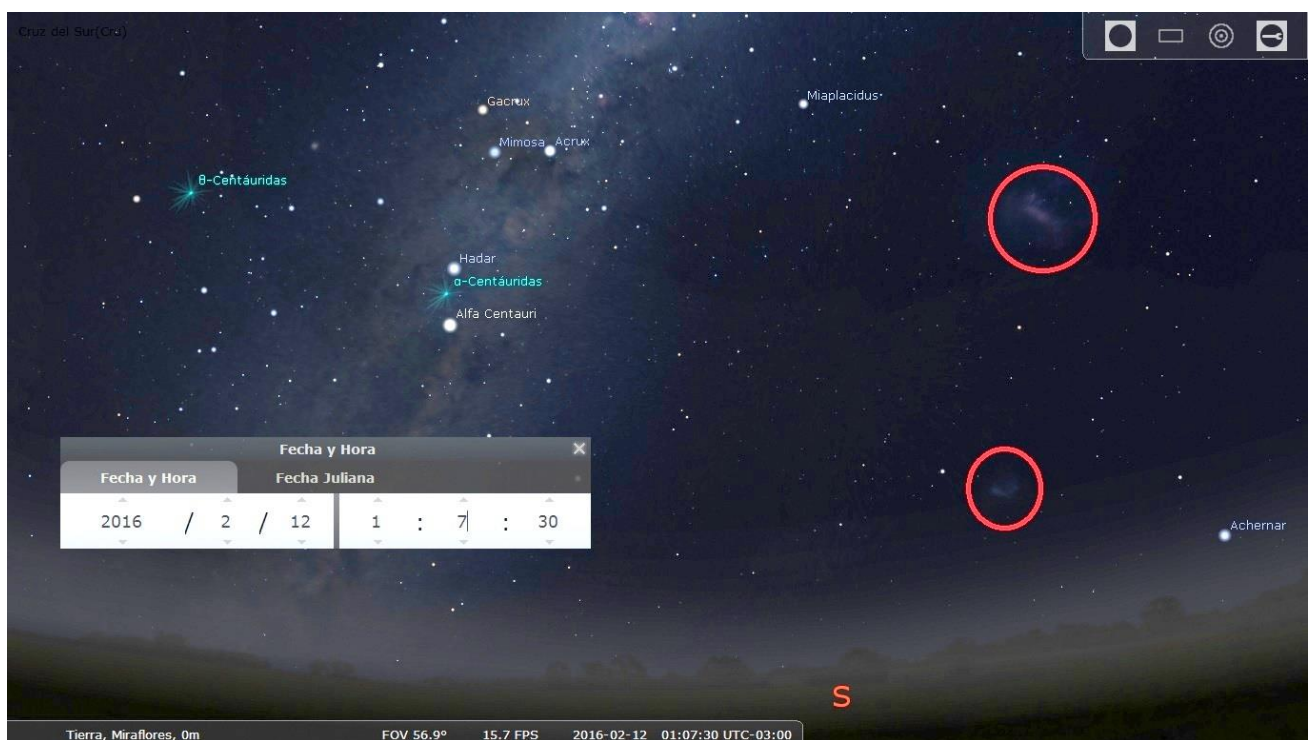 Cruz del Sur(Cru)
Miaplacidus
Gacrux
Mimosa Acrux
θ-Centáuridas
Hadar
α-Centáuridas
Alfa Centauri
Fecha y Hora
Fecha y Hora Fecha Juliana
2016 / 2 / 12 1 : 7 : 30
Achernar
S
Tierra, Miraflores, 0m FOV 56.9° 15.7 FPS 2016-02-12 01:07:30 UTC-03:00